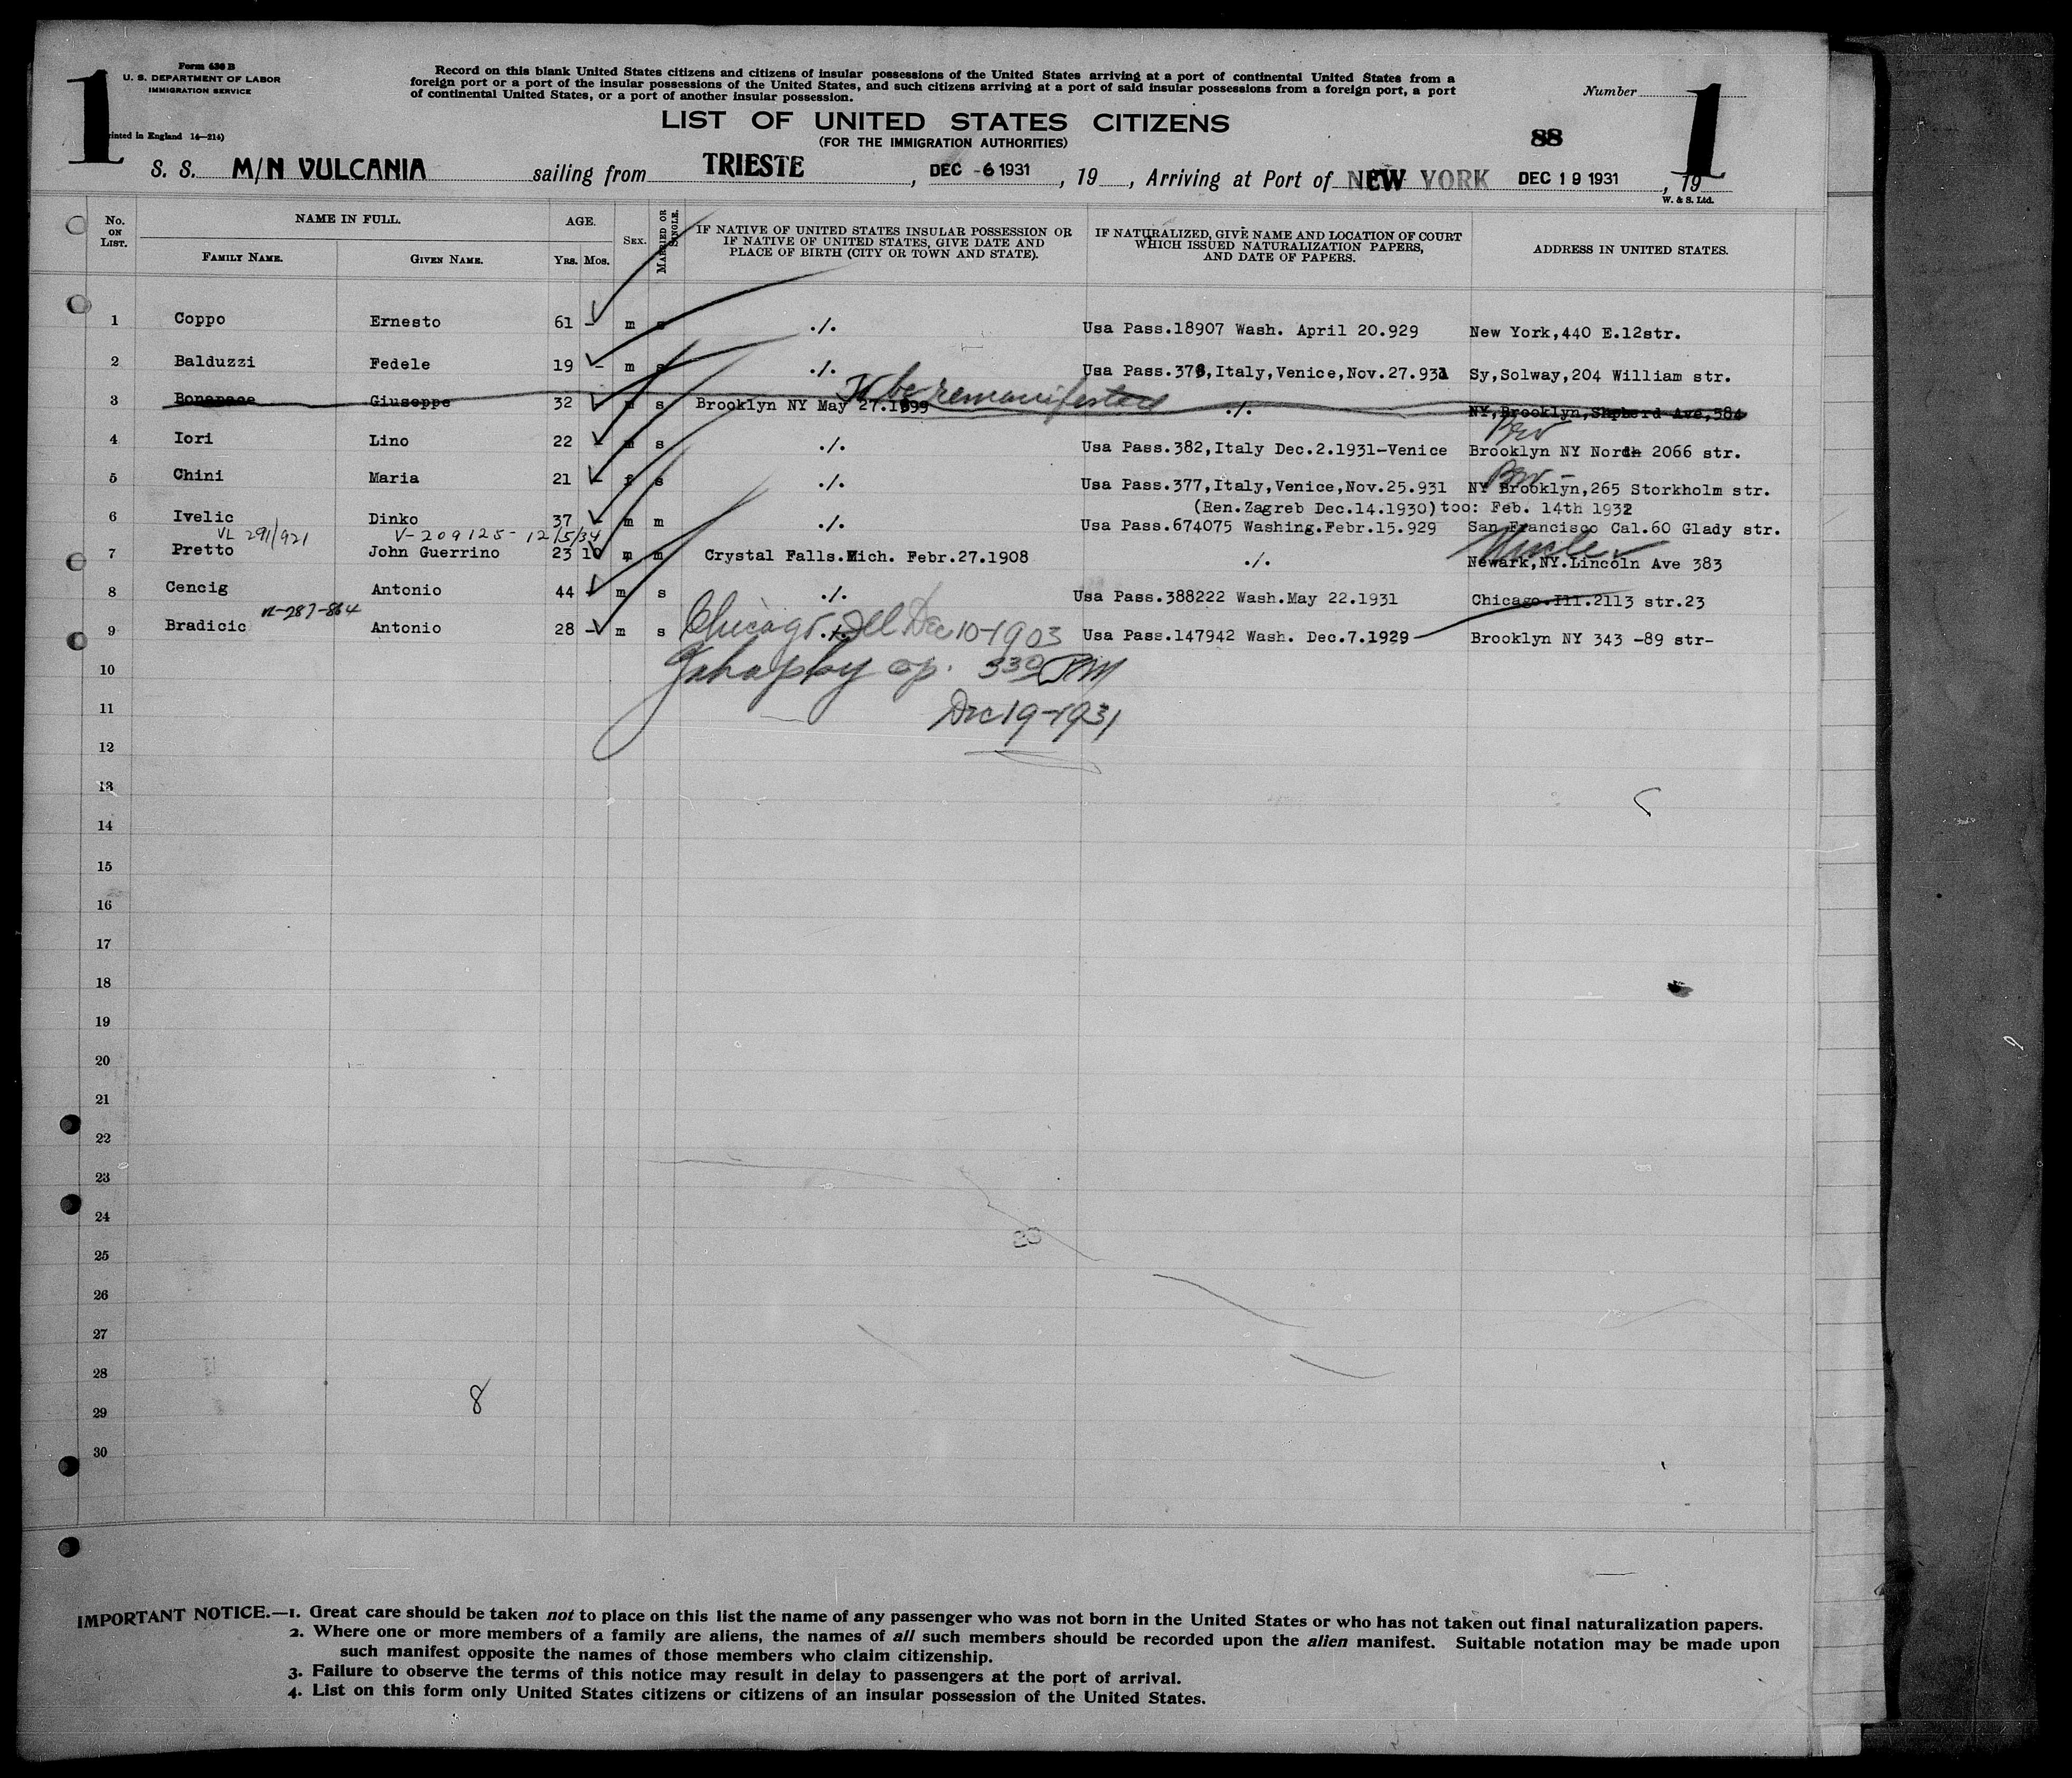 Form 630 B
U. S. DEPARTMENT OF LABOR
IMMIGRATION SERVICE
(Printed in England 14—214)
1
Record on this blank United States citizens and citizens of insular possessions of the United States arriving at a port of continental United States from a
foreign port or a port of the insular possessions of the United States, and such citizens arriving at a port of said insular possessions from a foreign port, a port
of continental United States, or a port of another insular possession.
Number
1
LIST OF UNITED STATES CITIZENS
(FOR THE IMMIGRATION AUTHORITIES)
88
S. S. M/N VULCANIA sailing from TRIESTE, DEC -6 1931, 19, Arriving at Port of NEW YORK DEC 19 1931, 19
W. & S. Ltd.
No. ON LIST. NAME IN FULL. FAMILY NAME. GIVEN NAME. AGE. YRS. MOS. SEX. MARRIED OR SINGLE. IF NATIVE OF UNITED STATES INSULAR POSSESSION OR IF NATIVE OF UNITED STATES, GIVE DATE AND PLACE OF BIRTH (CITY OR TOWN AND STATE). IF NATURALIZED, GIVE NAME AND LOCATION OF COURT WHICH ISSUED NATURALIZATION PAPERS, AND DATE OF PAPERS. ADDRESS IN UNITED STATES.
1 Coppo Ernesto 61 – m s ./. Usa Pass.18907 Wash. April 20.929 New York,440 E.12str.
2 Balduzzi Fedele 19 – m s ./. Usa Pass.378,Italy,Venice,Nov.27.931 Sy,Solway,204 William str.
To be remanifested
3 Bonapace Giuseppe 32 m s Brooklyn NY May 27.1899 ./. NY,Brooklyn,Shpherd Ave,584
4 Iori Lino 22 – m s ./. Usa Pass.382,Italy Dec.2.1931-Venice Brooklyn NY North 2066 str.
5 Chini Maria 21 – f s ./. Usa Pass.377,Italy,Venice,Nov.25.931 NY Brooklyn,265 Storkholm str.
(Ren.Zagreb Dec.14.1930)too: Feb. 14th 1932
6 Ivelic Dinko 37 – m m ./. Usa Pass.674075 Washing.Febr.15.929 San Francisco Cal.60 Glady str.
VL 291/921 V-209125- 12/5/34
7 Pretto John Guerrino 23 10 m m Crystal Falls.Mich. Febr.27.1908 ./. Newark,NY.Lincoln Ave 383
8 Cencig Antonio 44 – m s ./. Usa Pass.388222 Wash.May 22.1931 Chicago.Ill.2113 str.23
Chicago Ill Dec 10-1903
9 Bradicic Antonio 28 – m s ./. Usa Pass.147942 Wash. Dec.7.1929 Brooklyn NY 343 -89 str-
10
330 PM
11
Dec 19-1931
12
13
14
15
16
17
18
19
20
21
22
23
24
25
26
27
28
29
30
8
IMPORTANT NOTICE.—1. Great care should be taken not to place on this list the name of any passenger who was not born in the United States or who has not taken out final naturalization papers.
2. Where one or more members of a family are aliens, the names of all such members should be recorded upon the alien manifest. Suitable notation may be made upon
such manifest opposite the names of those members who claim citizenship.
3. Failure to observe the terms of this notice may result in delay to passengers at the port of arrival.
4. List on this form only United States citizens or citizens of an insular possession of the United States.